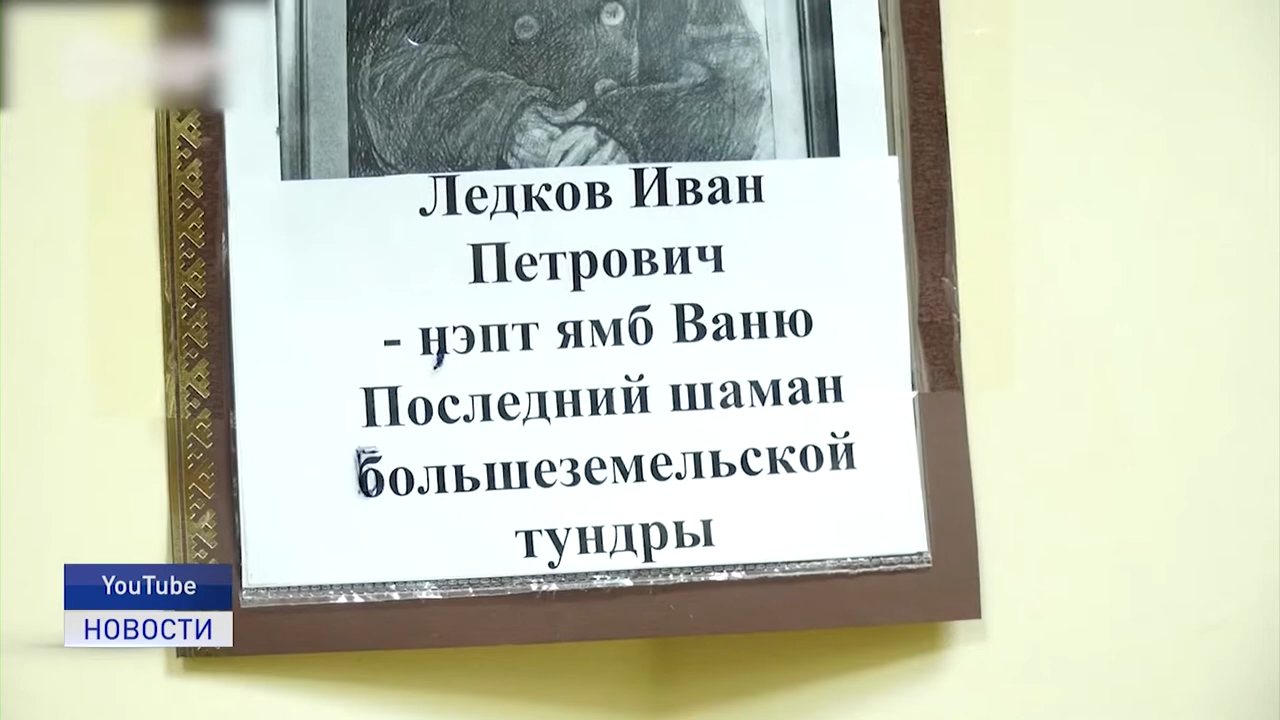 Ледков Иван
Петрович
- ӈэпт ямб Ваню
Последний шаман
большеземельской
тундры
YouTube
НОВОСТИ